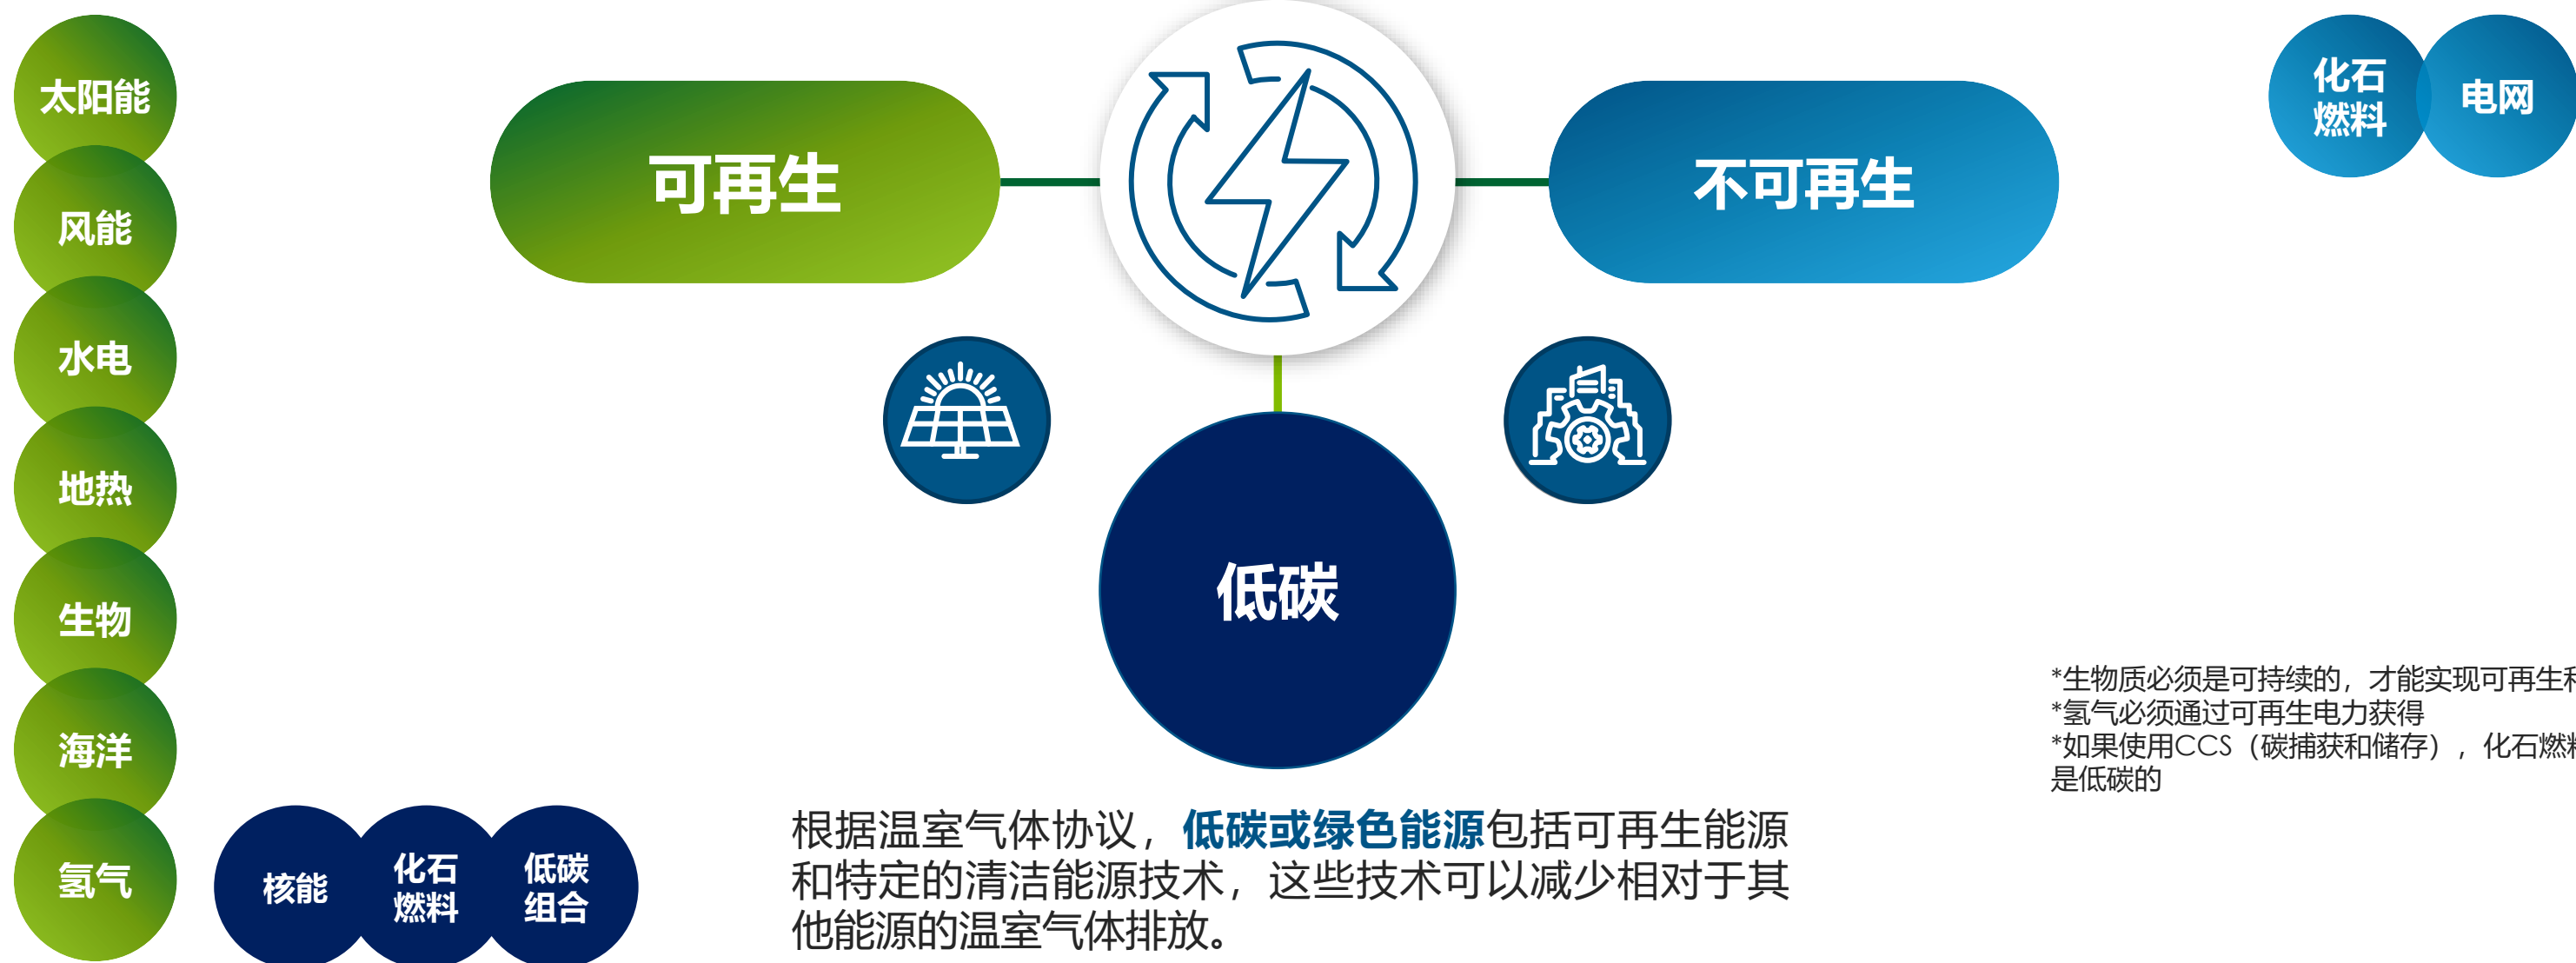 太阳能
风能
水电
地热
生物
海洋
氢气
可再生
不可再生
化石
燃料
电网
低碳
核能
化石
燃料
低碳
组合
根据温室气体协议，低碳或绿色能源包括可再生能源
和特定的清洁能源技术，这些技术可以减少相对于其
他能源的温室气体排放。
*生物质必须是可持续的，才能实现可再生
*氢气必须通过可再生电力获得
*如果使用CCS（碳捕获和储存），化石燃
是低碳的